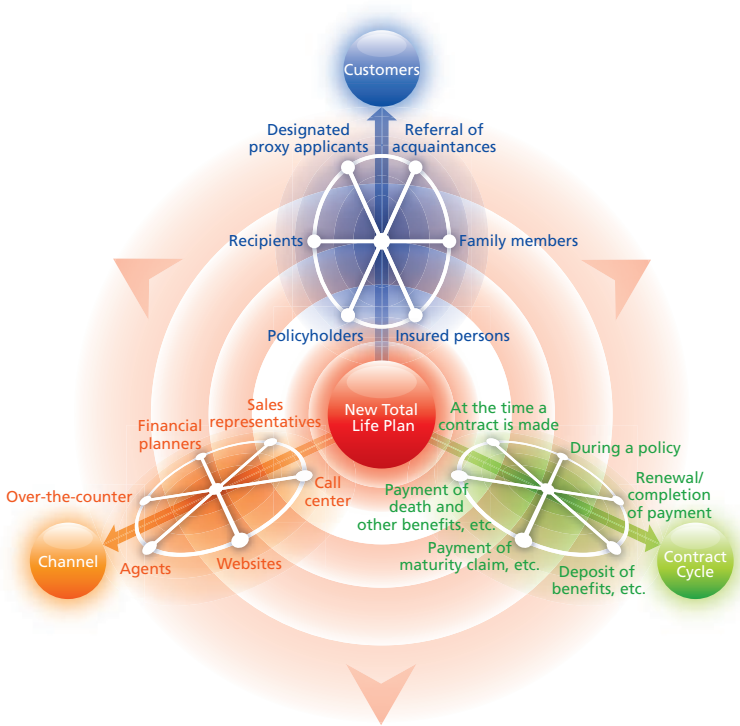 Customers
Designated
proxy applicants
Referral of
acquaintances
Recipients
Family members
Policyholders
Insured persons
New Total
Life Plan
Sales
representatives
Financial
planners
Call
center
Over-the-counter
Channel
Agents
Websites
At the time a
contract is made
During a policy
Renewal/
completion
of payment
Payment of
death and
other benefits, etc.
Payment of
maturity claim, etc.
Deposit of
benefits, etc.
Contract
Cycle